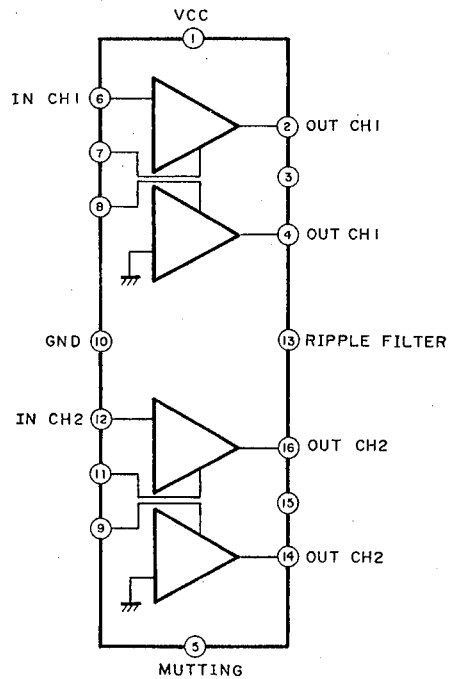 VCC
1
IN CH1 6
2 OUT CH1
7
3
8
4 OUT CH1
GND 10
13 RIPPLE FILTER
IN CH2 12
16 OUT CH2
11
15
9
14 OUT CH2
5
MUTTING